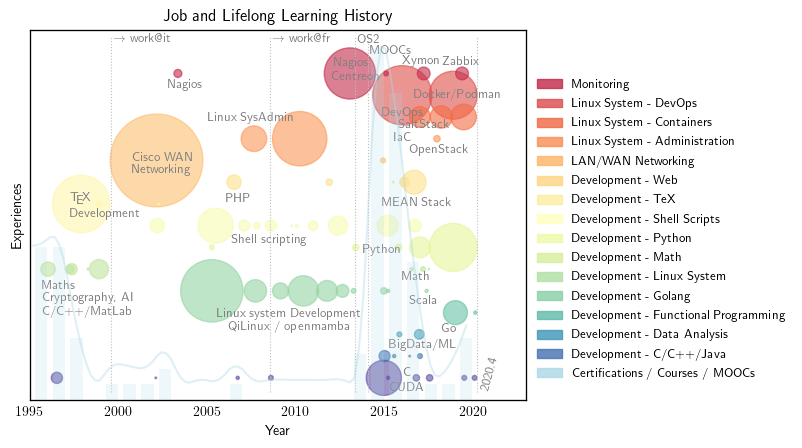 Job and Lifelong Learning History
→ work@it
→ work@fr
OS2
MOOCs
Nagios
Centreon
Xymon
Zabbix
Nagios
Docker/Podman
DevOps
Linux SysAdmin
SaltStack
IaC
OpenStack
Cisco WAN
Networking
PHP
MEAN Stack
TeX
Development
Shell scripting
Python
Maths
Cryptography, AI
C/C++/MatLab
Math
Scala
Linux system Development
QiLinux / openmamba
Go
BigData/ML
C
CUDA
2020.4
Experiences
1995
2000
2005
2010
2015
2020
Year
Monitoring
Linux System - DevOps
Linux System - Containers
Linux System - Administration
LAN/WAN Networking
Development - Web
Development - TeX
Development - Shell Scripts
Development - Python
Development - Math
Development - Linux System
Development - Golang
Development - Functional Programming
Development - Data Analysis
Development - C/C++/Java
Certifications / Courses / MOOCs